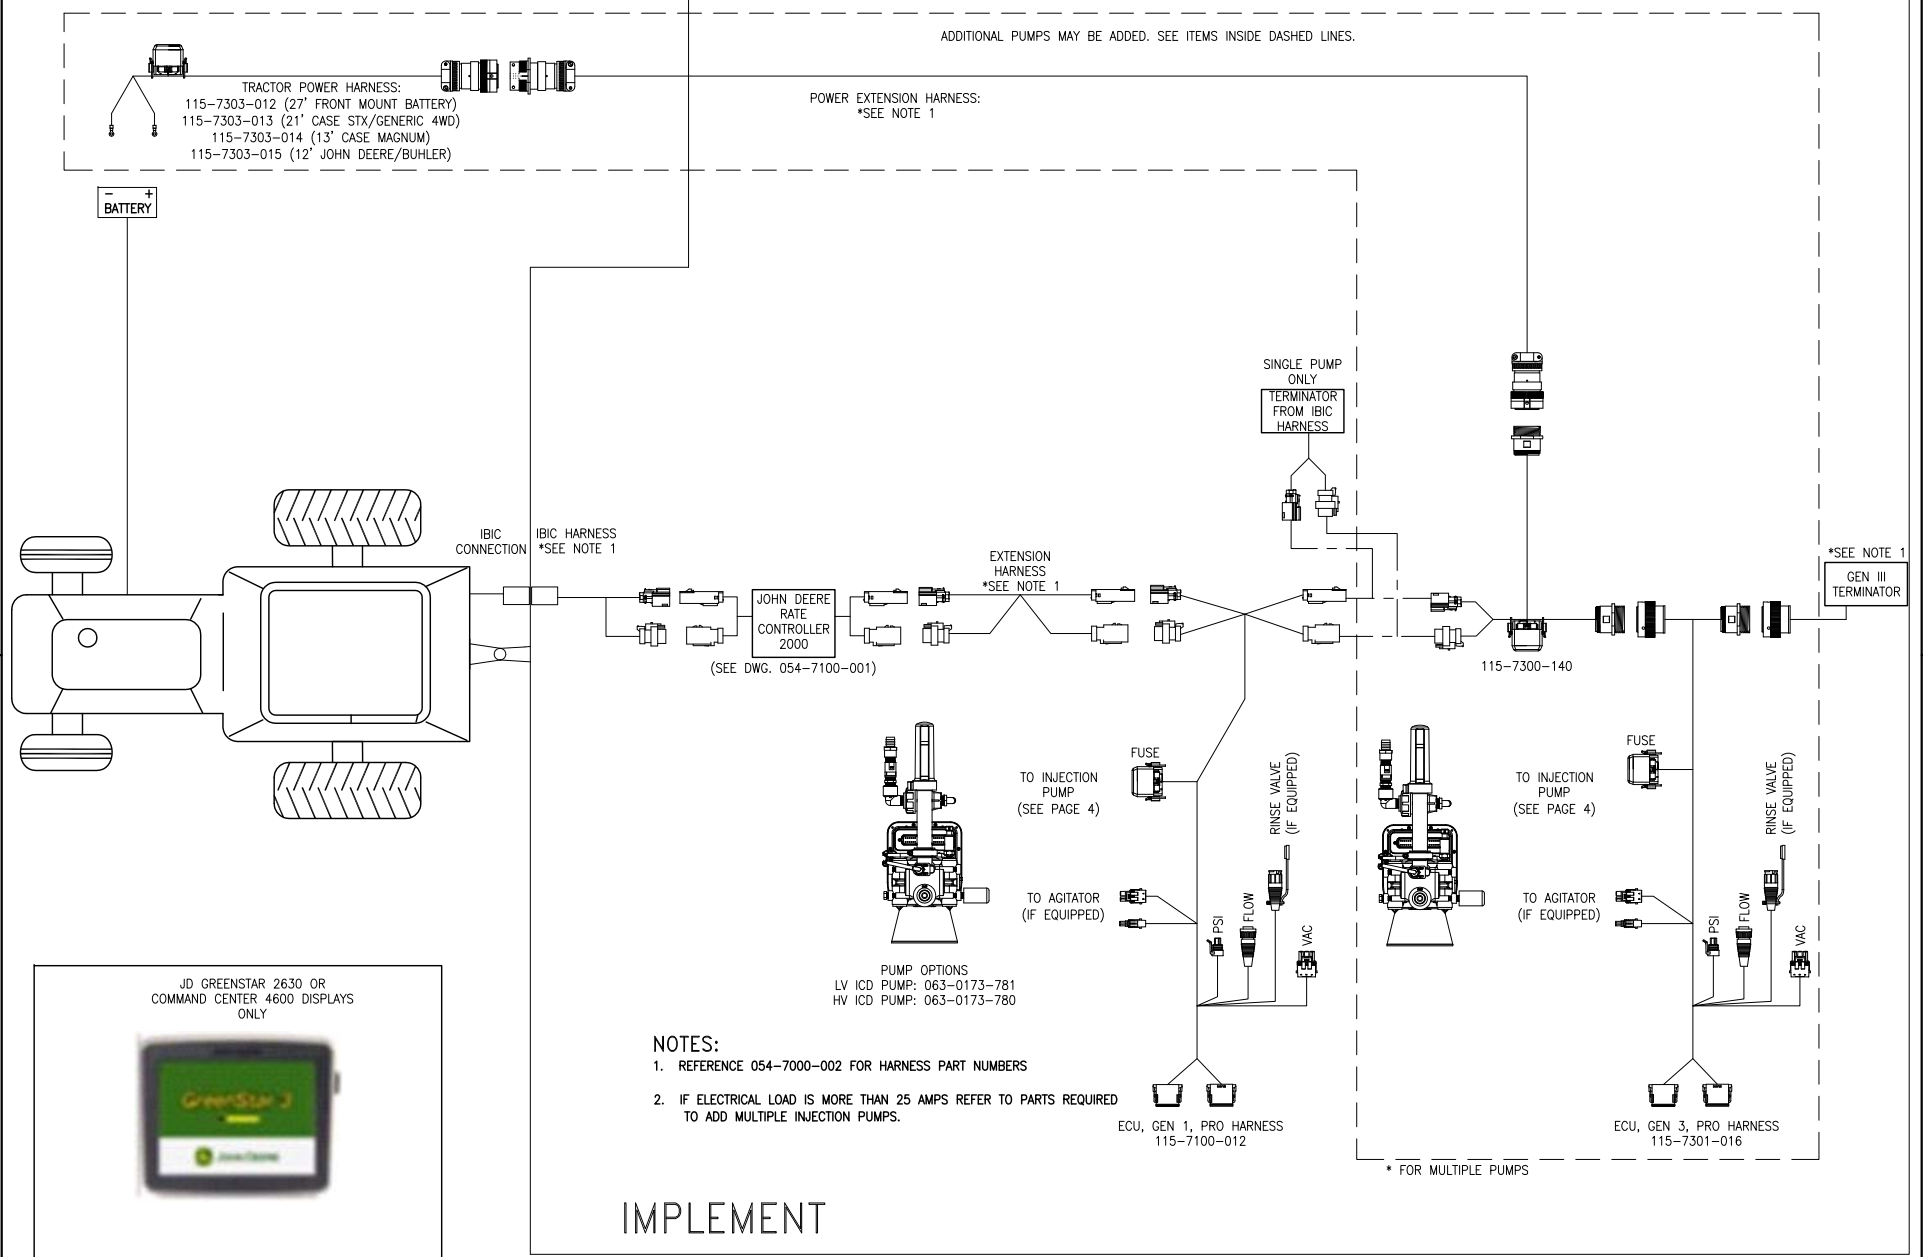 ADDITIONAL PUMPS MAY BE ADDED. SEE ITEMS INSIDE DASHED LINES.
TRACTOR POWER HARNESS:
115-7303-012 (27' FRONT MOUNT BATTERY)
115-7303-013 (21' CASE STX/GENERIC 4WD)
115-7303-014 (13' CASE MAGNUM)
115-7303-015 (12' JOHN DEERE/BUHLER)
POWER EXTENSION HARNESS:
*SEE NOTE 1
- +
BATTERY
SINGLE PUMP
ONLY
TERMINATOR
FROM IBIC
HARNESS
IBIC
CONNECTION
IBIC HARNESS
*SEE NOTE 1
EXTENSION
HARNESS
*SEE NOTE 1
JOHN DEERE
RATE
CONTROLLER
2000
(SEE DWG. 054-7100-001)
115-7300-140
*SEE NOTE 1
GEN III
TERMINATOR
FUSE
TO INJECTION
PUMP
(SEE PAGE 4)
RINSE VALVE
(IF EQUIPPED)
TO AGITATOR
(IF EQUIPPED)
PSI
FLOW
VAC
FUSE
TO INJECTION
PUMP
(SEE PAGE 4)
RINSE VALVE
(IF EQUIPPED)
TO AGITATOR
(IF EQUIPPED)
PSI
FLOW
VAC
PUMP OPTIONS
LV ICD PUMP: 063-0173-781
HV ICD PUMP: 063-0173-780
JD GREENSTAR 2630 OR
COMMAND CENTER 4600 DISPLAYS
ONLY
GreenStar 3
JOHN DEERE
NOTES:
1. REFERENCE 054-7000-002 FOR HARNESS PART NUMBERS
2. IF ELECTRICAL LOAD IS MORE THAN 25 AMPS REFER TO PARTS REQUIRED
TO ADD MULTIPLE INJECTION PUMPS.
ECU, GEN 1, PRO HARNESS
115-7100-012
ECU, GEN 3, PRO HARNESS
115-7301-016
* FOR MULTIPLE PUMPS
IMPLEMENT